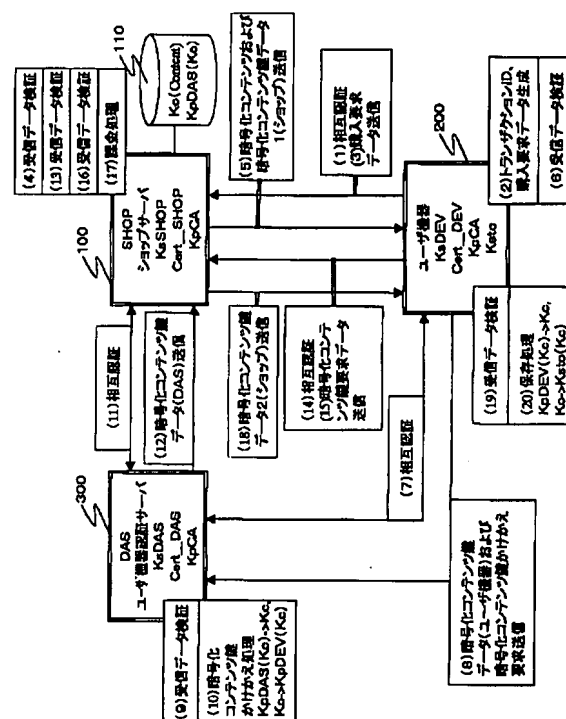 110
Kc(Content)
KpDAS(Kc)
(4)受信データ検証
(13)受信データ検証
(16)受信データ検証
(17)課金処理
100
SHOP
ショップサーバ
KsSHOP
Cert_SHOP
KpCA
(5)暗号化コンテンツおよび
暗号化コンテンツ鍵データ
1(ショップ)送信
(1)相互認証
(3)購入要求
データ送信
200
ユーザ機器
KsDEV
Cert_DEV
KpCA
Ksto
(2)トランザクションID、
購入要求データ生成
(6)受信データ検証
(19)受信データ検証
(20)保存処理
KpDEV(Kc)->Kc,
Kc->Ksto(Kc)
(11)相互認証
(12)暗号化コンテンツ鍵
データ(DAS)送信
(18)暗号化コンテンツ鍵
データ2(ショップ)送信
(14)相互認証
(15)暗号化コンテ
ンツ鍵要求データ
送信
(7)相互認証
300
DAS
ユーザ機器認証サーバ
KsDAS
Cert_DAS
KpCA
(9)受信データ検証
(10)暗号化
コンテンツ鍵
かけかえ処理
KpDAS(Kc)->Kc,
Kc->KpDEV(Kc)
(8)暗号化コンテンツ鍵
データ(ユーザ機器)および
暗号化コンテンツ鍵かけかえ
要求送信